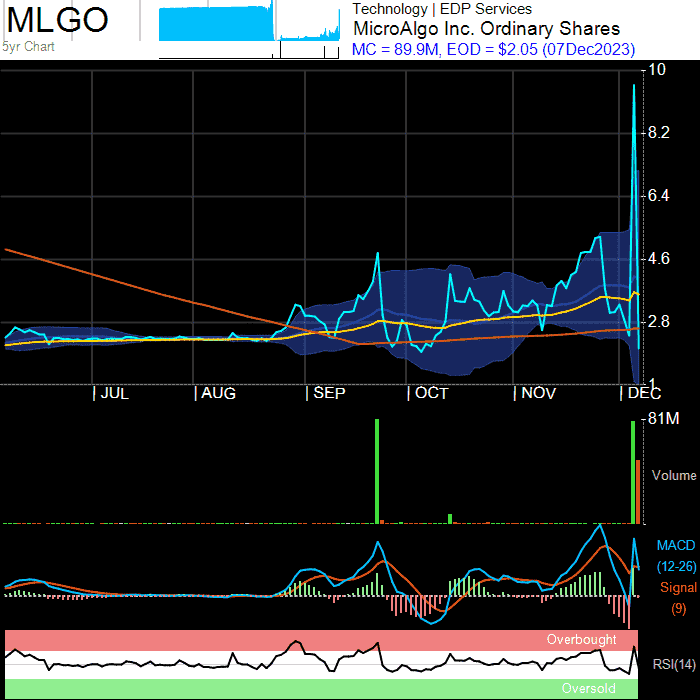 MLGO
5yr Chart
Technology | EDP Services
MicroAlgo Inc. Ordinary Shares
MC = 89.9M, EOD = $2.05 (07Dec2023)
10
8.2
6.4
4.6
2.8
1
JUL
AUG
SEP
OCT
NOV
DEC
81M
Volume
MACD
(12-26)
Signal
(9)
Overbought
RSI(14)
Oversold